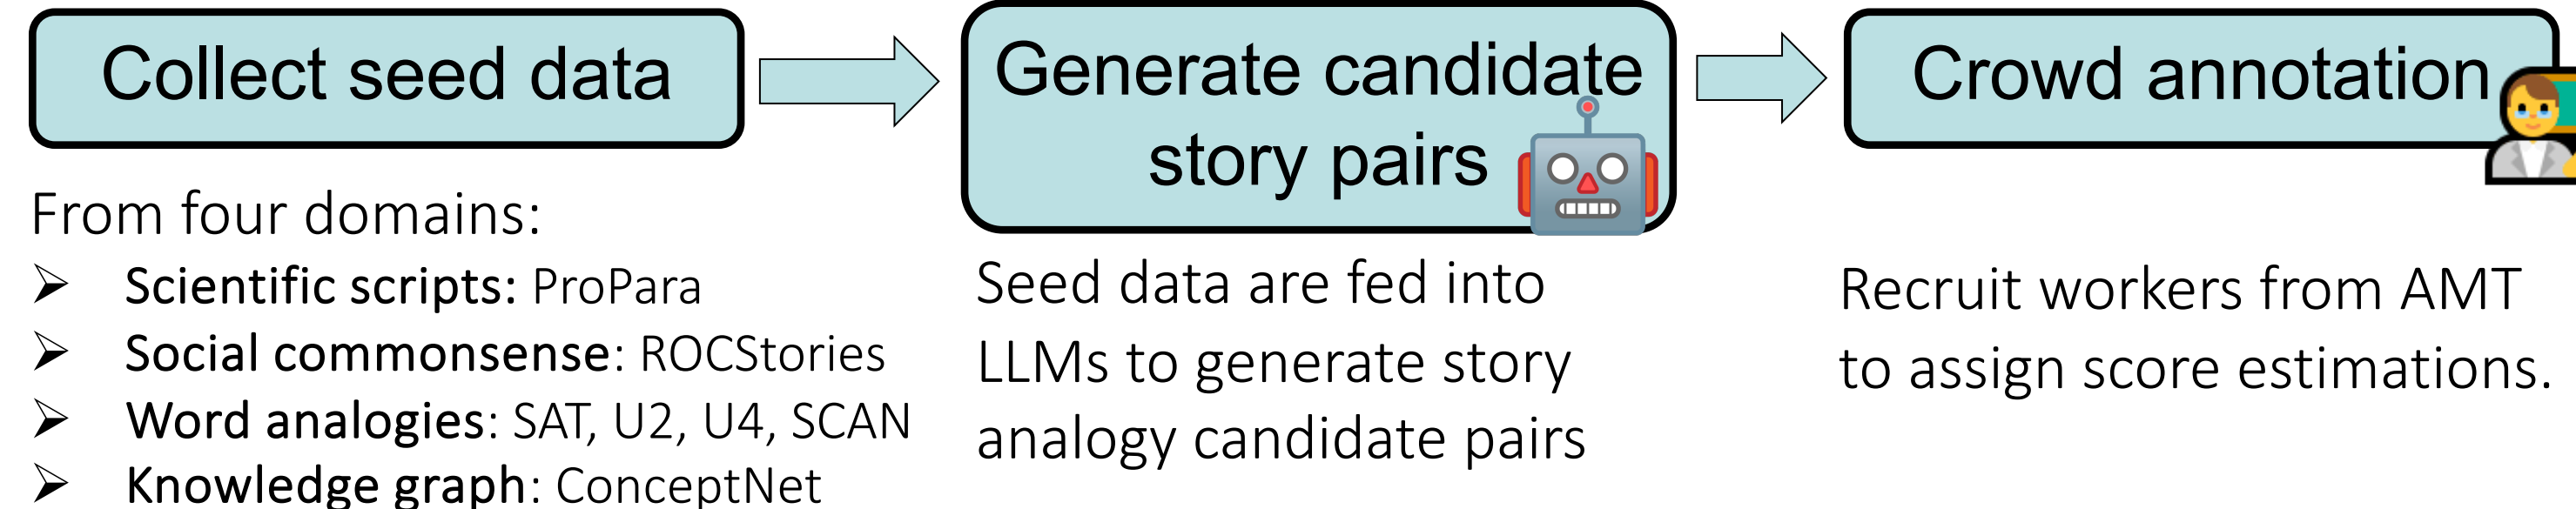 Collect seed data
From four domains:
➢ Scientific scripts: ProPara
➢ Social commonsense: ROCStories
➢ Word analogies: SAT, U2, U4, SCAN
➢ Knowledge graph: ConceptNet
Generate candidate
story pairs
Seed data are fed into
LLMs to generate story
analogy candidate pairs
Crowd annotation
Recruit workers from AMT
to assign score estimations.